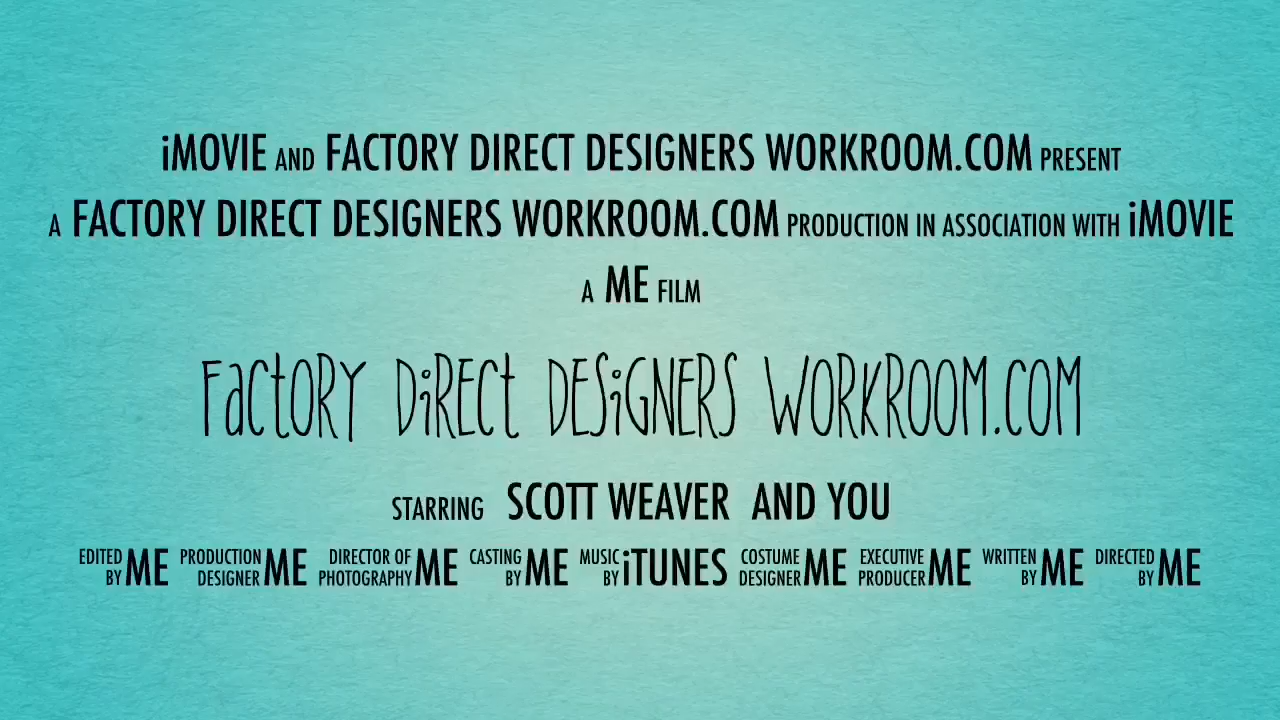 iMOVIE AND FACTORY DIRECT DESIGNERS WORKROOM.COM PRESENT
A FACTORY DIRECT DESIGNERS WORKROOM.COM PRODUCTION IN ASSOCIATION WITH iMOVIE
A ME FILM
FactORY DiRECt DESiGNERS WORKROOM.COM
STARRING SCOTT WEAVER AND YOU
EDITED BY ME PRODUCTION DESIGNER ME DIRECTOR OF PHOTOGRAPHY ME CASTING BY ME MUSIC BY iTUNES COSTUME DESIGNER ME EXECUTIVE PRODUCER ME WRITTEN BY ME DIRECTED BY ME